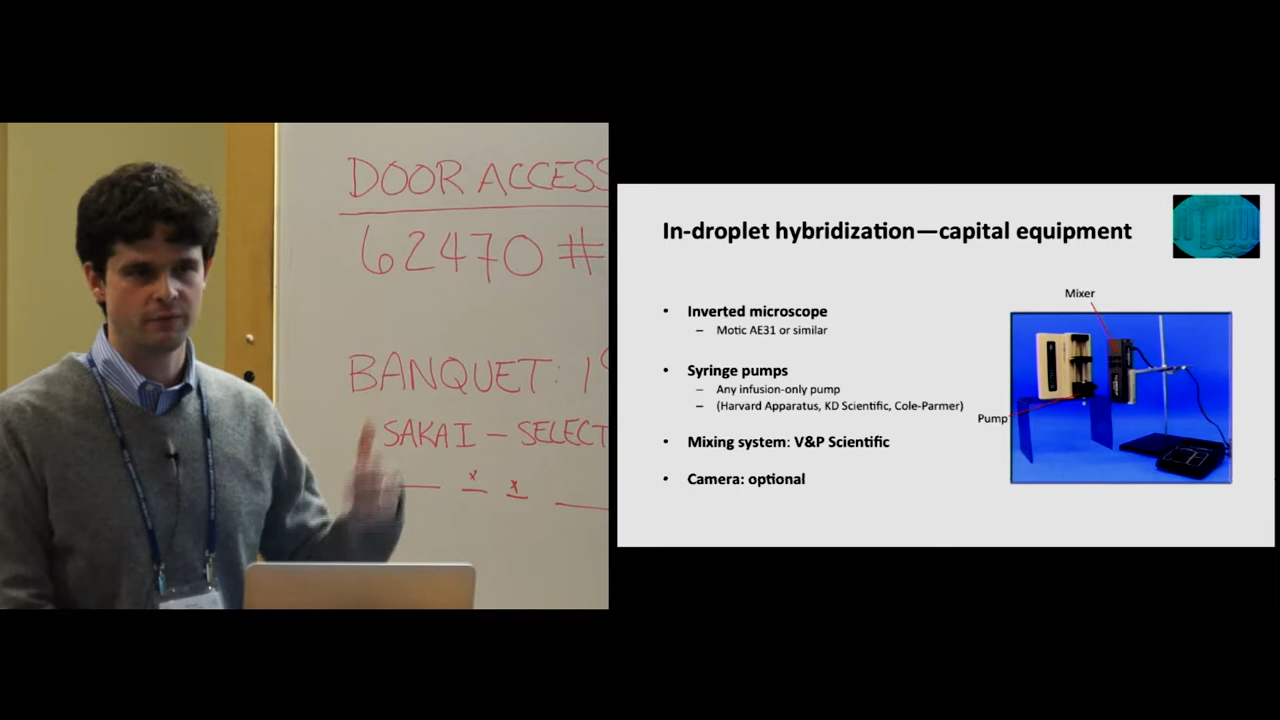 DOOR ACCESS
62470 #
BANQUET:
SAKAI – SELECT
In-droplet hybridization—capital equipment
Mixer
• Inverted microscope
– Motic AE31 or similar
• Syringe pumps
– Any infusion-only pump
– (Harvard Apparatus, KD Scientific, Cole-Parmer)
Pump
• Mixing system: V&P Scientific
• Camera: optional